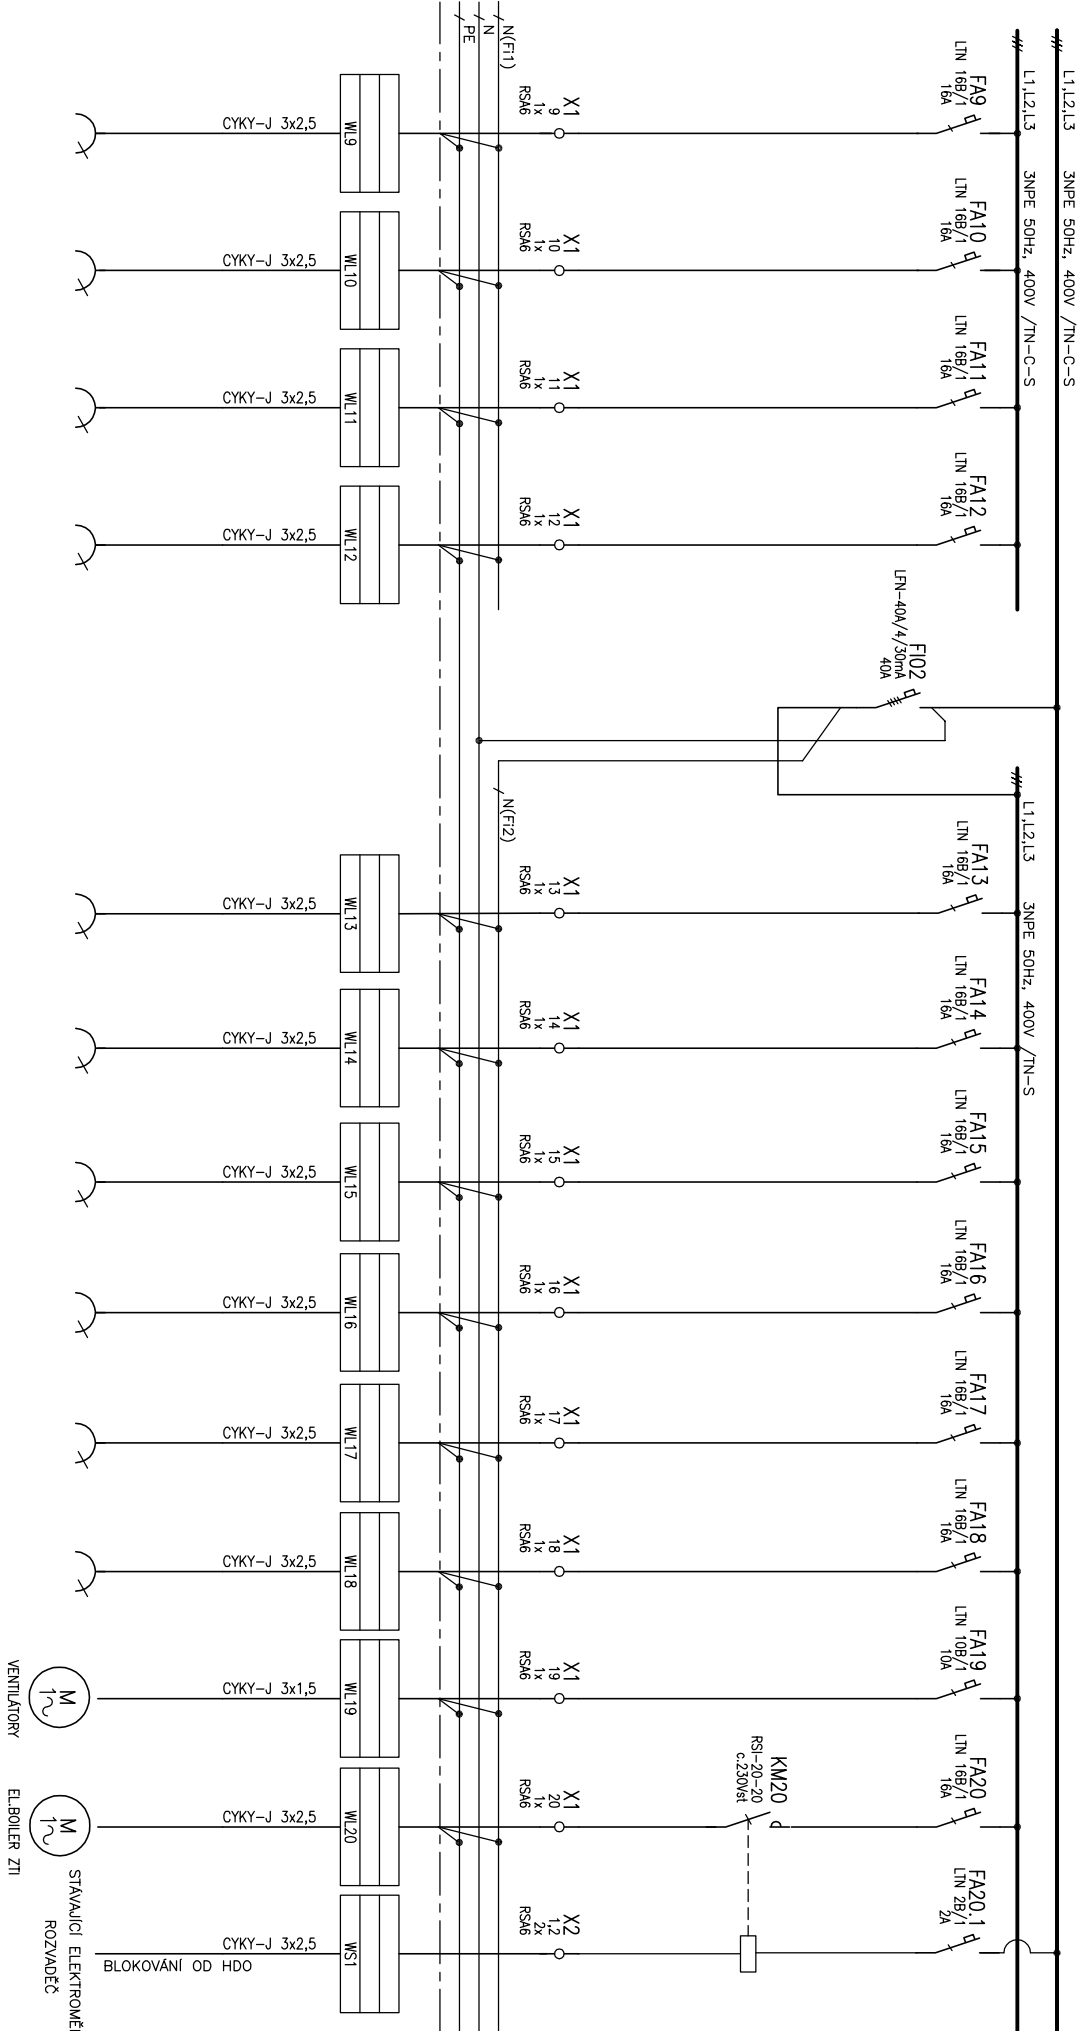 L1,L2,L3 3NPE 50Hz, 400V /TN-C-S
L1,L2,L3 3NPE 50Hz, 400V /TN-C-S
L1,L2,L3 3NPE 50Hz, 400V /TN-S
FA9
LTN 16B/1
16A
FA10
LTN 16B/1
16A
FA11
LTN 16B/1
16A
FA12
LTN 16B/1
16A
FI02
LFN-40A/4/30mA
40A
FA13
LTN 16B/1
16A
FA14
LTN 16B/1
16A
FA15
LTN 16B/1
16A
FA16
LTN 16B/1
16A
FA17
LTN 16B/1
16A
FA18
LTN 16B/1
16A
FA19
LTN 10B/1
10A
FA20
LTN 16B/1
16A
FA20.1
LTN 2B/1
2A
KM20
RSI-20-20
c.230Vst
X1
9
1x
RSA6
X1
10
1x
RSA6
X1
11
1x
RSA6
X1
12
1x
RSA6
X1
13
1x
RSA6
X1
14
1x
RSA6
X1
15
1x
RSA6
X1
16
1x
RSA6
X1
17
1x
RSA6
X1
18
1x
RSA6
X1
19
1x
RSA6
X1
20
1x
RSA6
X2
1,2
2x
RSA6
N(Fi1)
N
PE
N(Fi2)
WL9
WL10
WL11
WL12
WL13
WL14
WL15
WL16
WL17
WL18
WL19
WL20
WS1
CYKY-J 3x2,5
CYKY-J 3x2,5
CYKY-J 3x2,5
CYKY-J 3x2,5
CYKY-J 3x2,5
CYKY-J 3x2,5
CYKY-J 3x2,5
CYKY-J 3x2,5
CYKY-J 3x2,5
CYKY-J 3x2,5
CYKY-J 3x1,5
CYKY-J 3x2,5
CYKY-J 3x2,5
BLOKOVÁNÍ OD HDO
M
1~
M
1~
VENTILÁTORY
EL.BOILER ZTI
STÁVAJÍCÍ ELEKTROMĚ
ROZVADĚČ